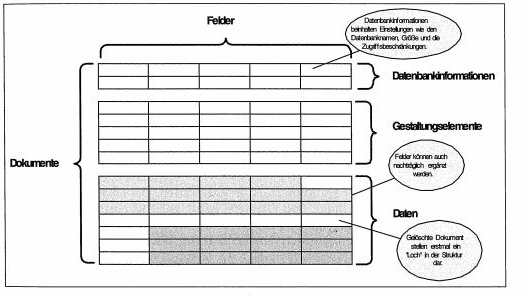 Felder
Datenbankinformationen
beinhalten Einstellungen wie den
Datenbanknamen, Größe und die
Zugriffsbeschränkungen.
Datenbankinformationen
Gestaltungselemente
Dokumente
Felder können auch
nachträglich ergänzt
werden.
Daten
Gelöschte Dokument
stellen erstmal ein
"Loch" in der Struktur
dar.